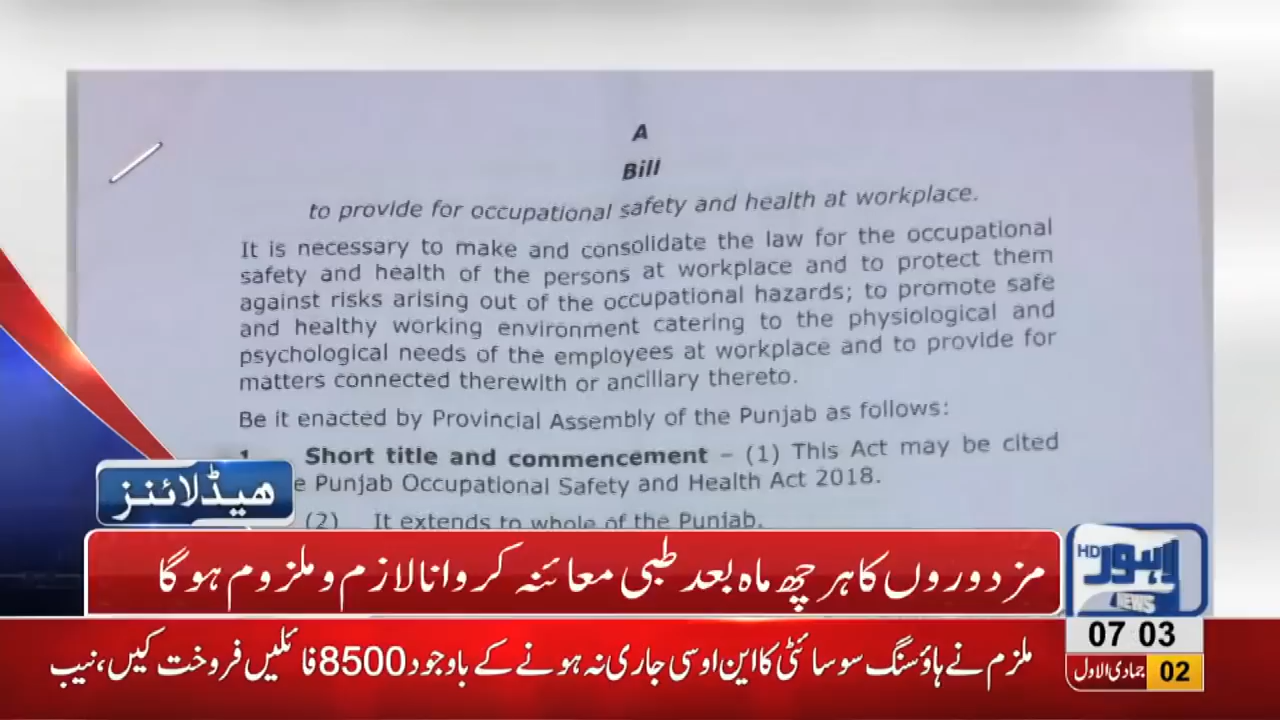 A
Bill
to provide for occupational safety and health at workplace.
It is necessary to make and consolidate the law for the occupational
safety and health of the persons at workplace and to protect them
against risks arising out of the occupational hazards; to promote safe
and healthy working environment catering to the physiological and
psychological needs of the employees at workplace and to provide for
matters connected therewith or ancillary thereto.
Be it enacted by Provincial Assembly of the Punjab as follows:
1 Short title and commencement – (1) This Act may be cited
e Punjab Occupational Safety and Health Act 2018.
(2) It extends to whole of the Punjab.
ھیڈلائنز
مزدوروں کا ہر چھ ماہ بعد طبی معائنہ کروانا لازم و ملزوم ہو گا
لاہور HD
NEWS
07 03
ملزم نے ہاؤسنگ سوسائٹی کا این او سی جاری نہ ہونے کے باوجود 8500 فائلیں فروخت کیں، نیب
02 جمادی الاول